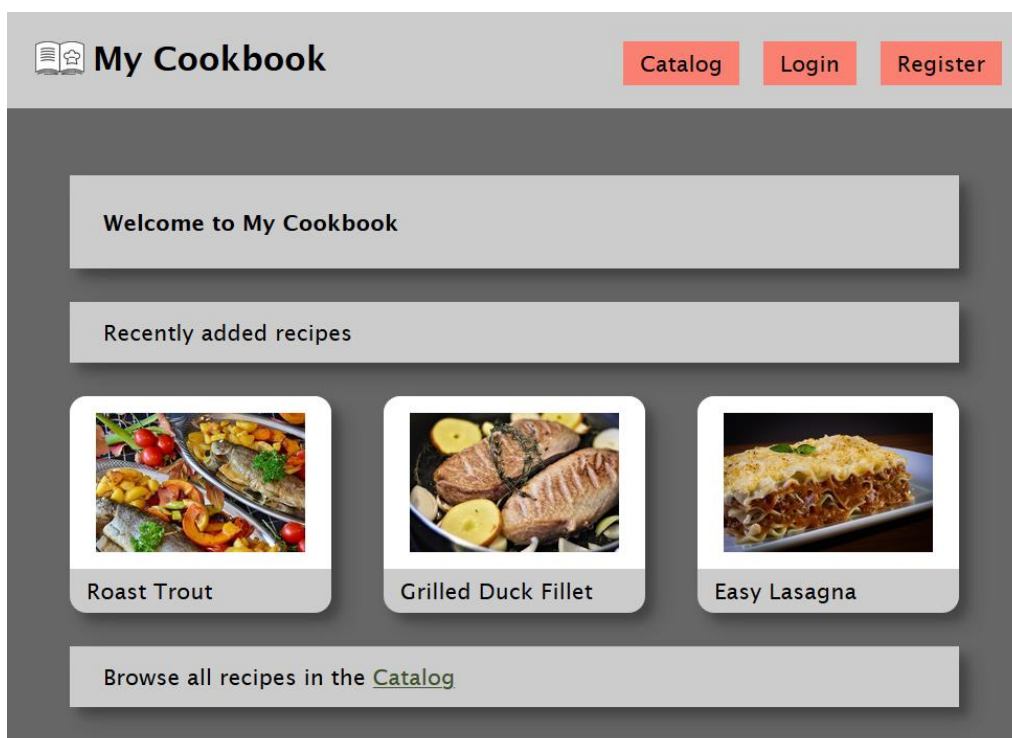 My Cookbook
Catalog Login Register
Welcome to My Cookbook
Recently added recipes
Roast Trout
Grilled Duck Fillet
Easy Lasagna
Browse all recipes in the Catalog